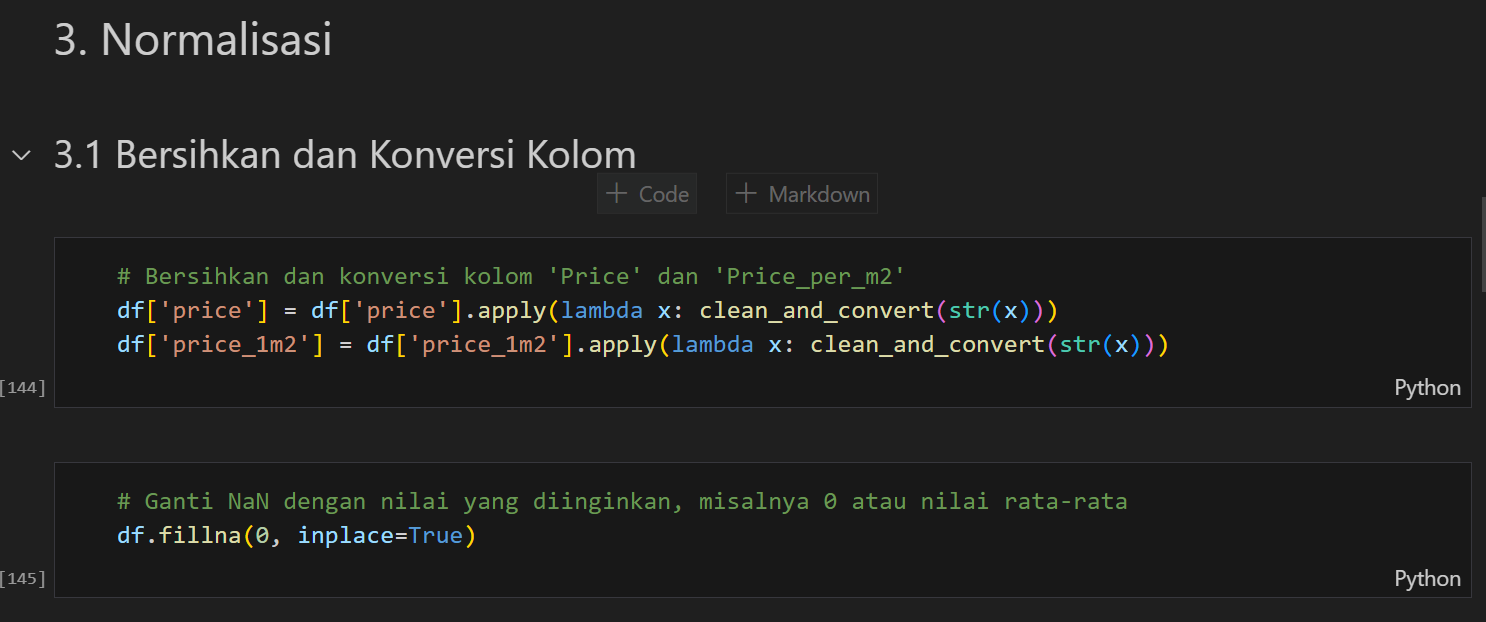 3. Normalisasi
3.1 Bersihkan dan Konversi Kolom
+ Code
+ Markdown
# Bersihkan dan konversi kolom 'Price' dan 'Price_per_m2'
df['price'] = df['price'].apply(lambda x: clean_and_convert(str(x)))
df['price_1m2'] = df['price_1m2'].apply(lambda x: clean_and_convert(str(x)))
[144]
Python
# Ganti NaN dengan nilai yang diinginkan, misalnya 0 atau nilai rata-rata
df.fillna(0, inplace=True)
[145]
Python